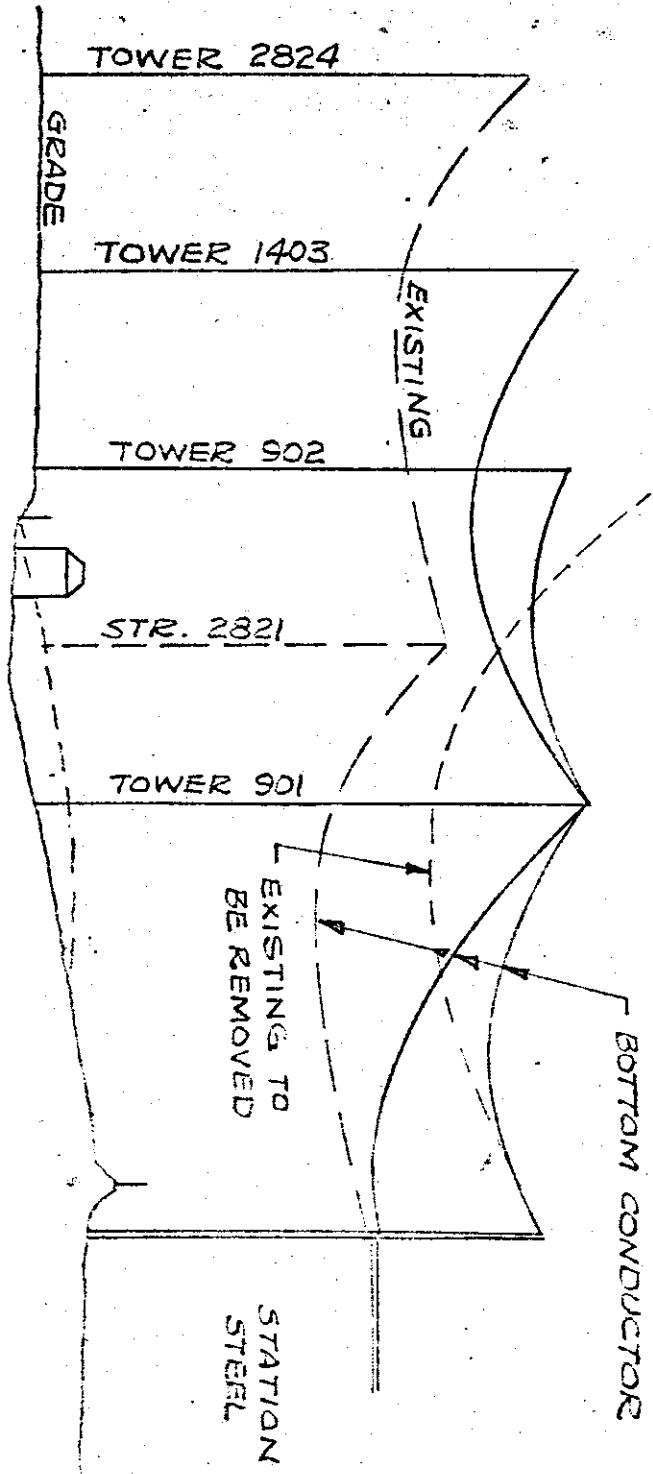 TOWER 2824
GRADE
TOWER 1403
EXISTING
TOWER 902
STR. 2821
TOWER 901
EXISTING TO
BE REMOVED
BOTTOM CONDUCTOR
STATION
STEEL